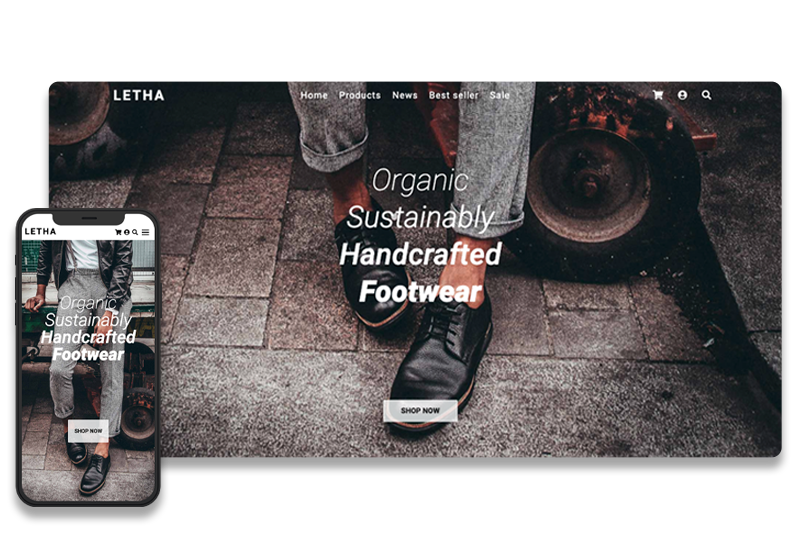 LETHA
Home Products News Best seller Sale
Organic
Sustainably
Handcrafted
Footwear
SHOP NOW
LETHA
Organic
Sustainably
Handcrafted
Footwear
SHOP NOW